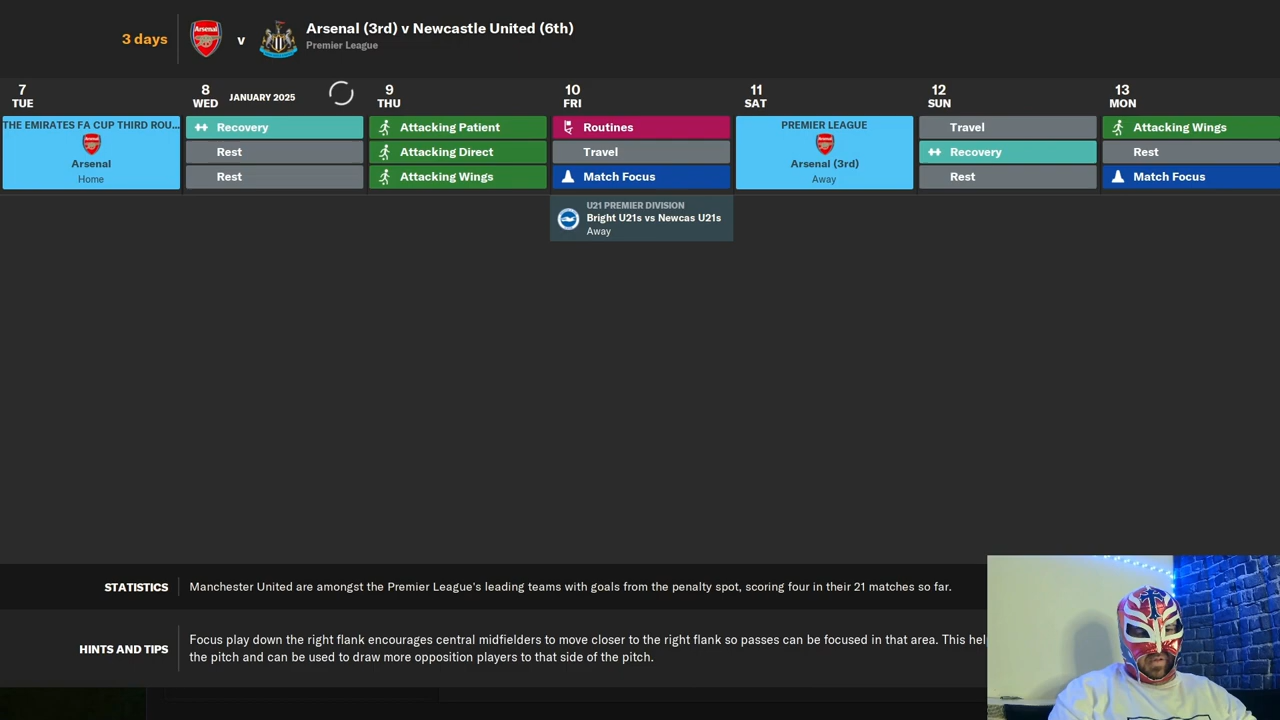 3 days
v
Arsenal (3rd) v Newcastle United (6th)
Premier League
7
TUE
8
WED
JANUARY 2025
9
THU
10
FRI
11
SAT
12
SUN
13
MON
THE EMIRATES FA CUP THIRD ROU...
Arsenal
Home
Recovery
Rest
Rest
Attacking Patient
Attacking Direct
Attacking Wings
Routines
Travel
Match Focus
U21 PREMIER DIVISION
Bright U21s vs Newcas U21s
Away
PREMIER LEAGUE
Arsenal (3rd)
Away
Travel
Recovery
Rest
Attacking Wings
Rest
Match Focus
STATISTICS
Manchester United are amongst the Premier League's leading teams with goals from the penalty spot, scoring four in their 21 matches so far.
HINTS AND TIPS
Focus play down the right flank encourages central midfielders to move closer to the right flank so passes can be focused in that area. This
the pitch and can be used to draw more opposition players to that side of the pitch.